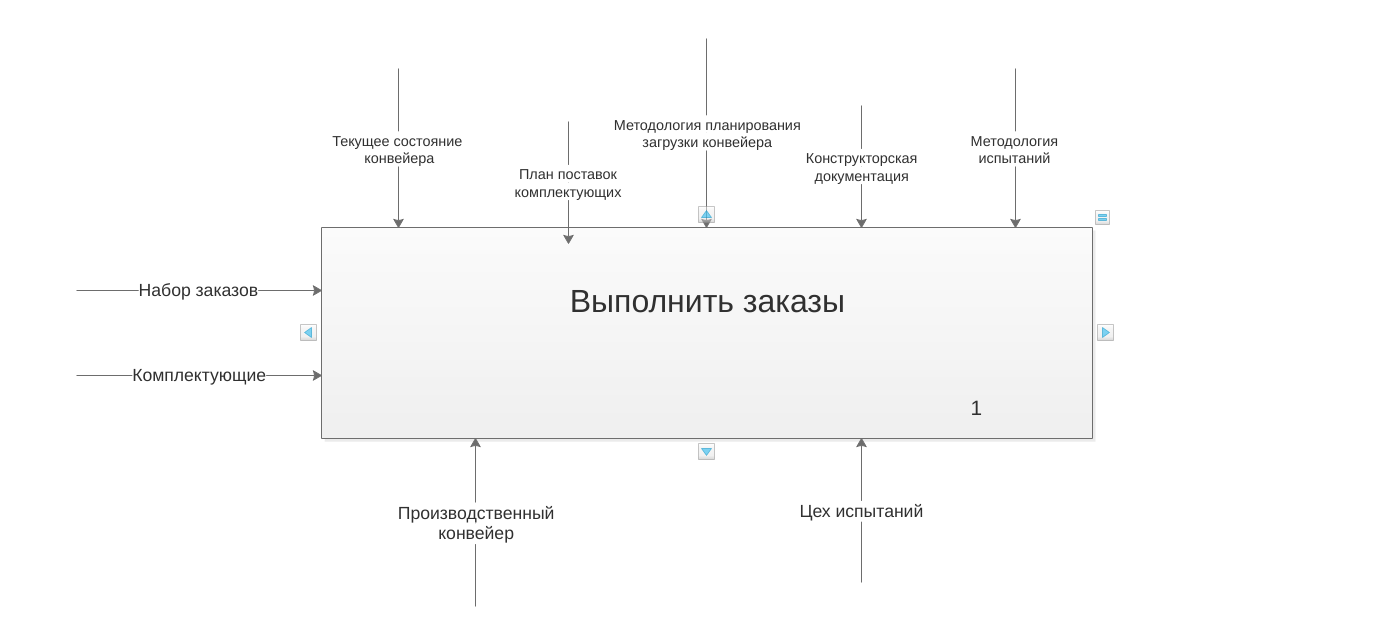 Текущее состояние
конвейера
План поставок
комплектующих
Методология планирования
загрузки конвейера
Конструкторская
документация
Методология
испытаний
Набор заказов
Комплектующие
Выполнить заказы
1
Производственный
конвейер
Цех испытаний